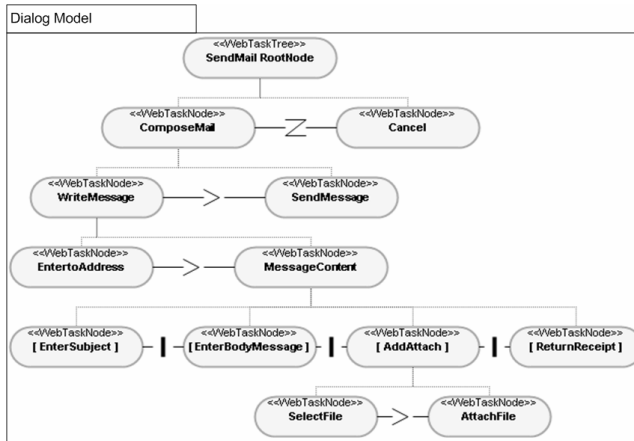 Dialog Model
<<WebTaskTree>>
SendMail RootNode
<<WebTaskNode>>
ComposeMail
<<WebTaskNode>>
Cancel
<<WebTaskNode>>
WriteMessage
<<WebTaskNode>>
SendMessage
<<WebTaskNode>>
EntertoAddress
<<WebTaskNode>>
MessageContent
<<WebTaskNode>>
[ EnterSubject ]
<<WebTaskNode>>
[EnterBodyMessage]
<<WebTaskNode>>
[ AddAttach ]
<<WebTaskNode>>
[ReturnReceipt]
<<WebTaskNode>>
SelectFile
<<WebTaskNode>>
AttachFile